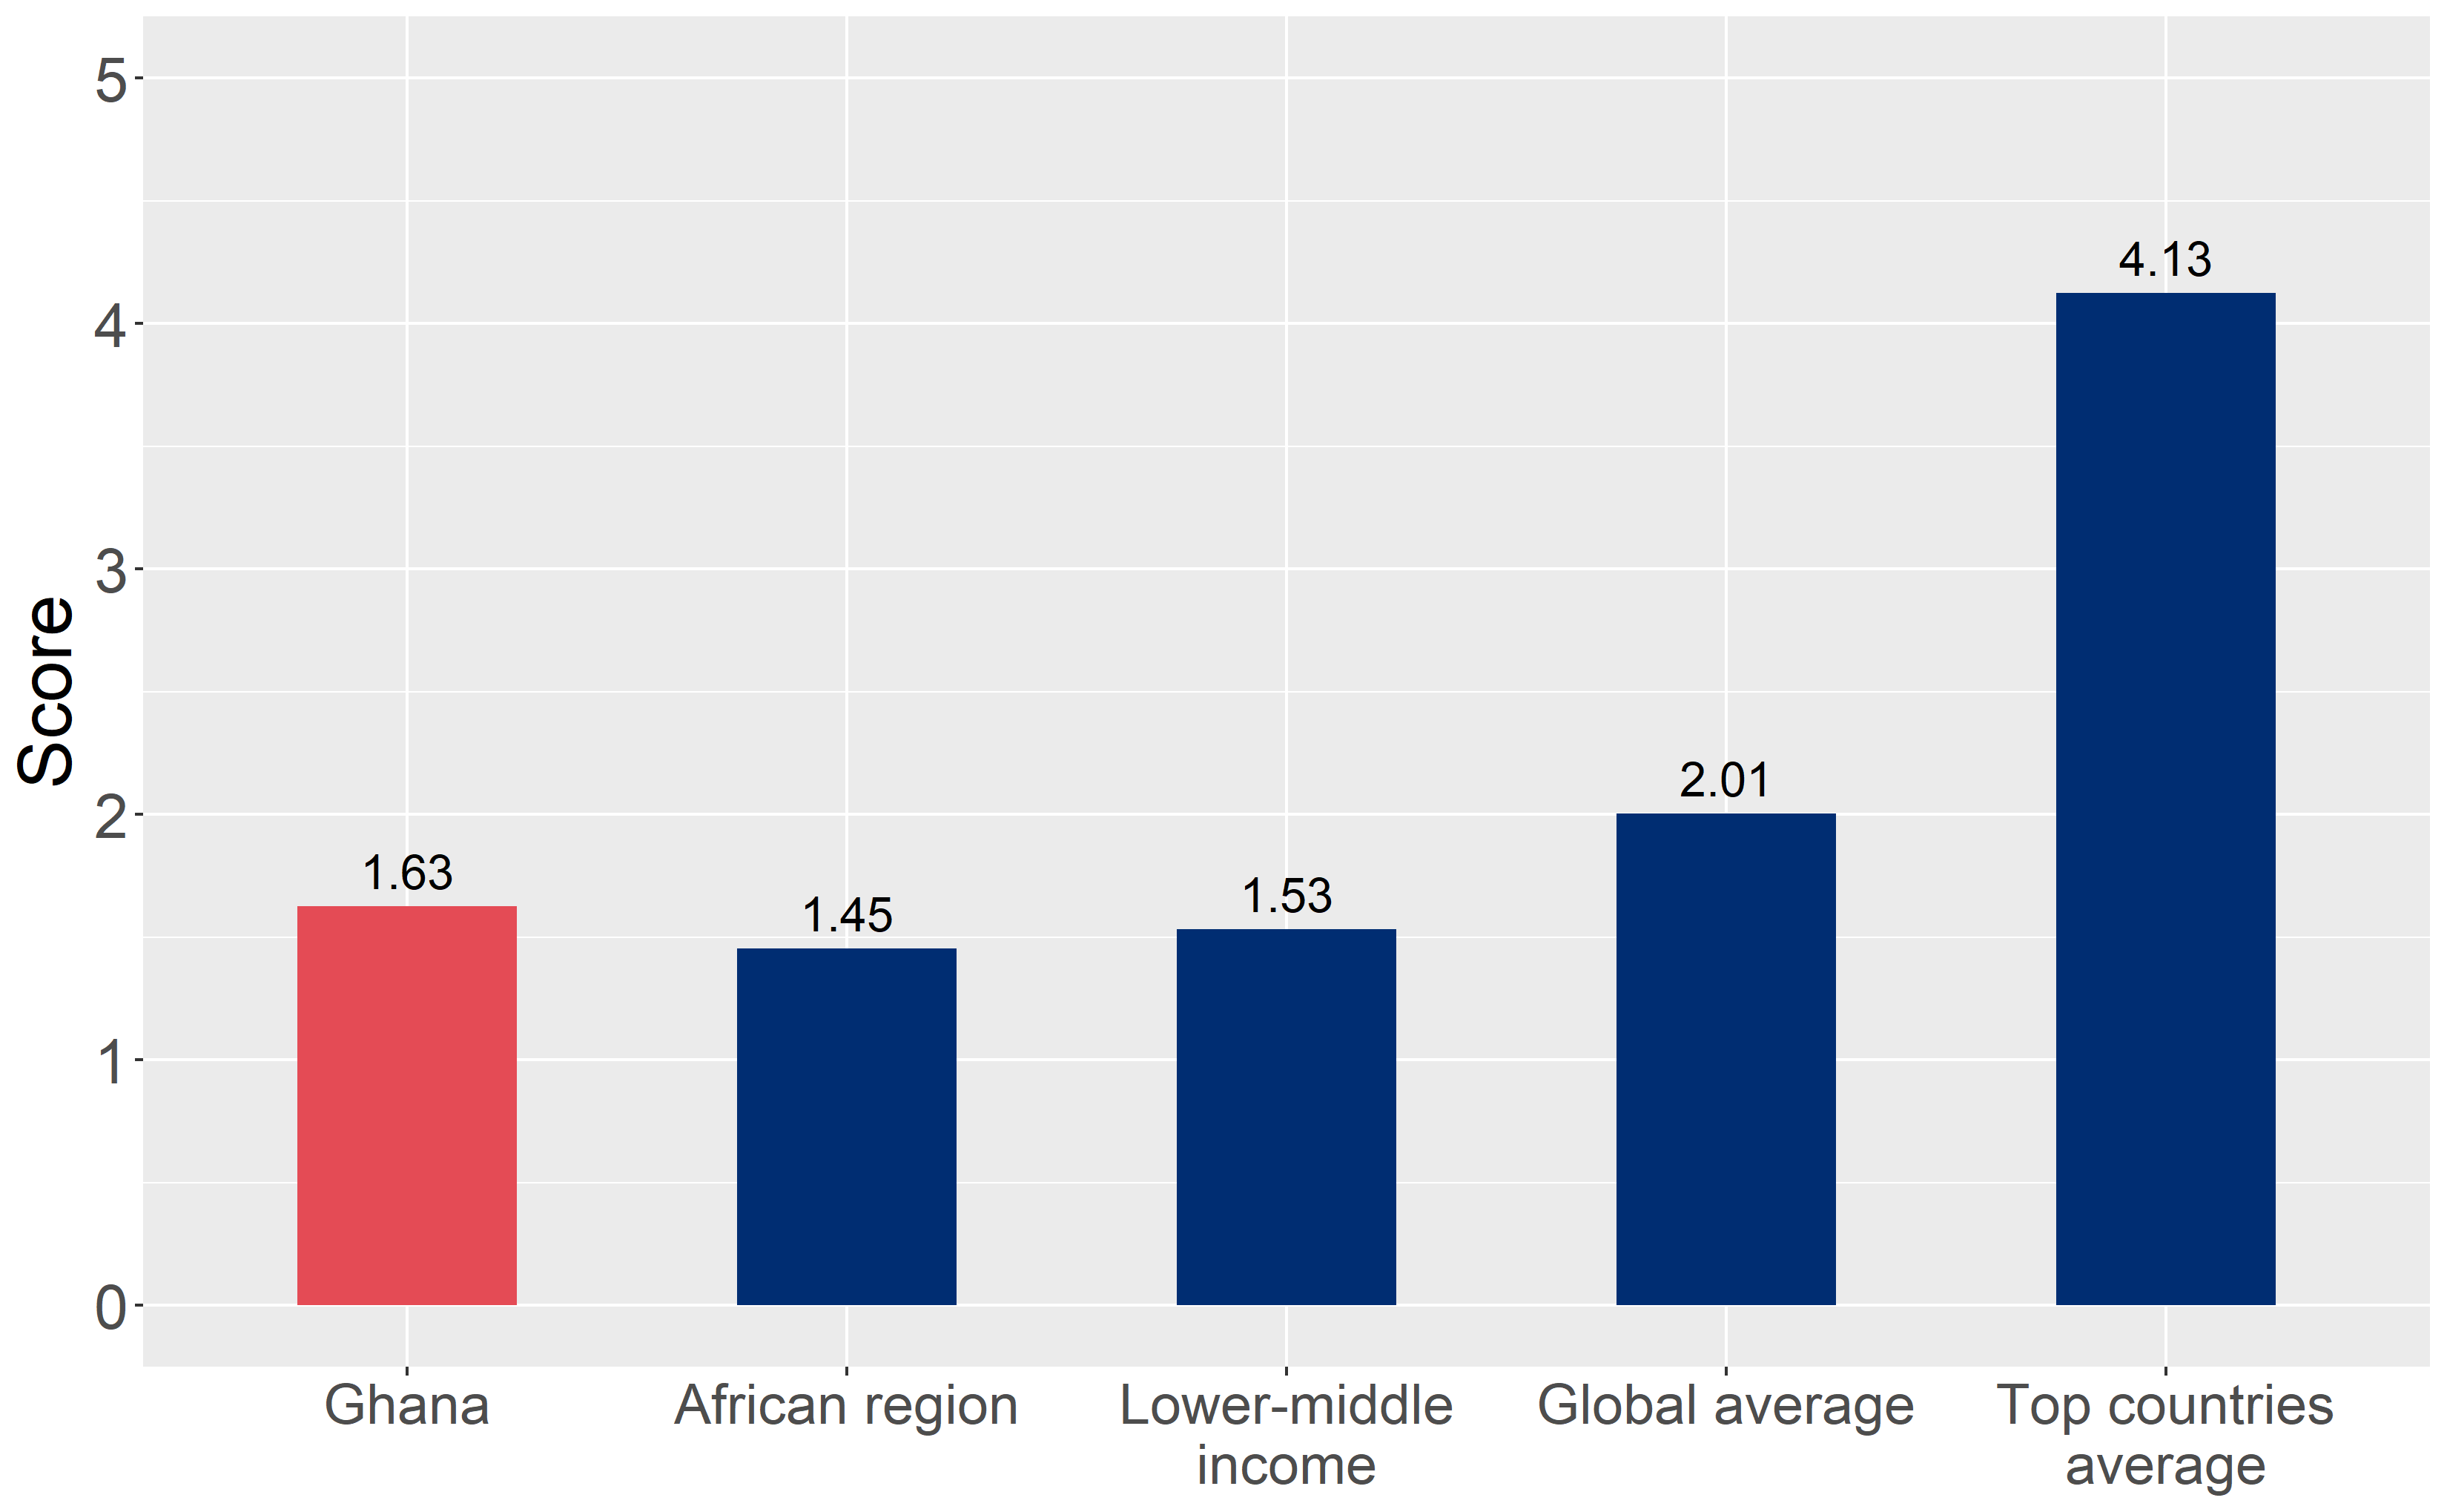 Score
5
4
3
2
1
0
1.63
1.45
1.53
2.01
4.13
Ghana
African region
Lower-middle
income
Global average
Top countries
average